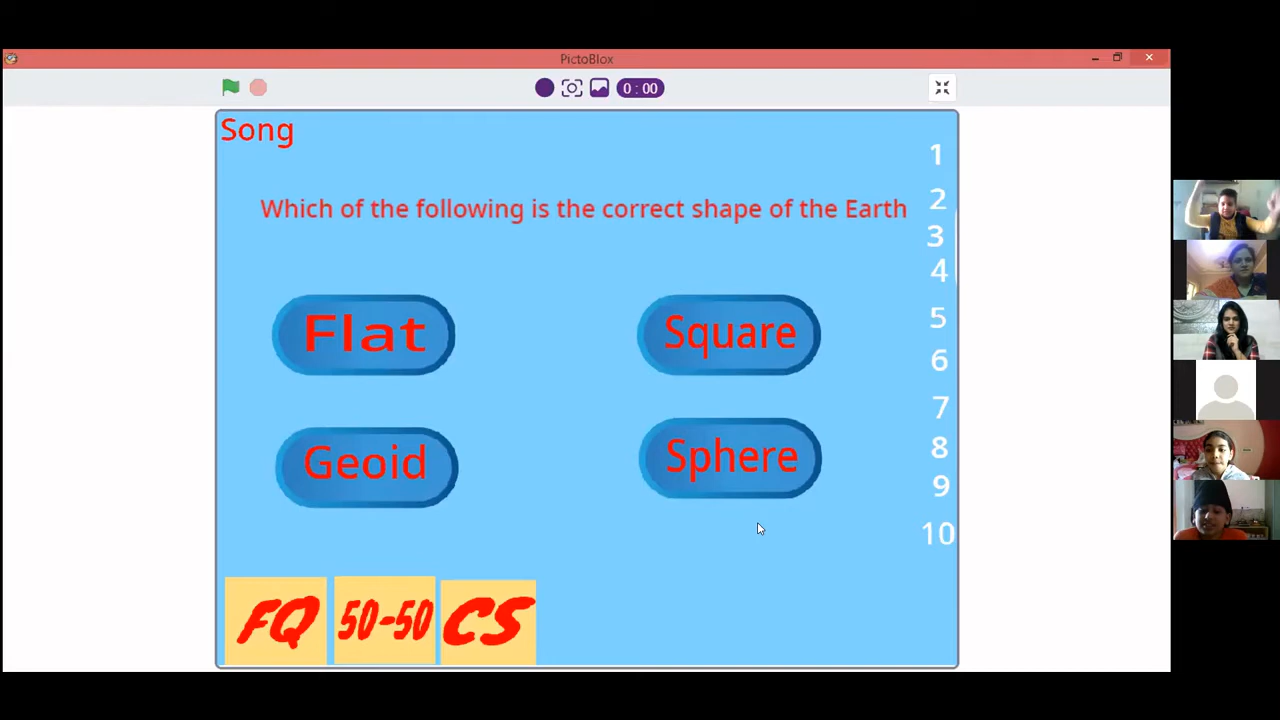 PictoBlox
0 : 00
Song
Which of the following is the correct shape of the Earth
Flat
Square
Geoid
Sphere
1
2
3
4
5
6
7
8
9
10
FQ
50-50
CS